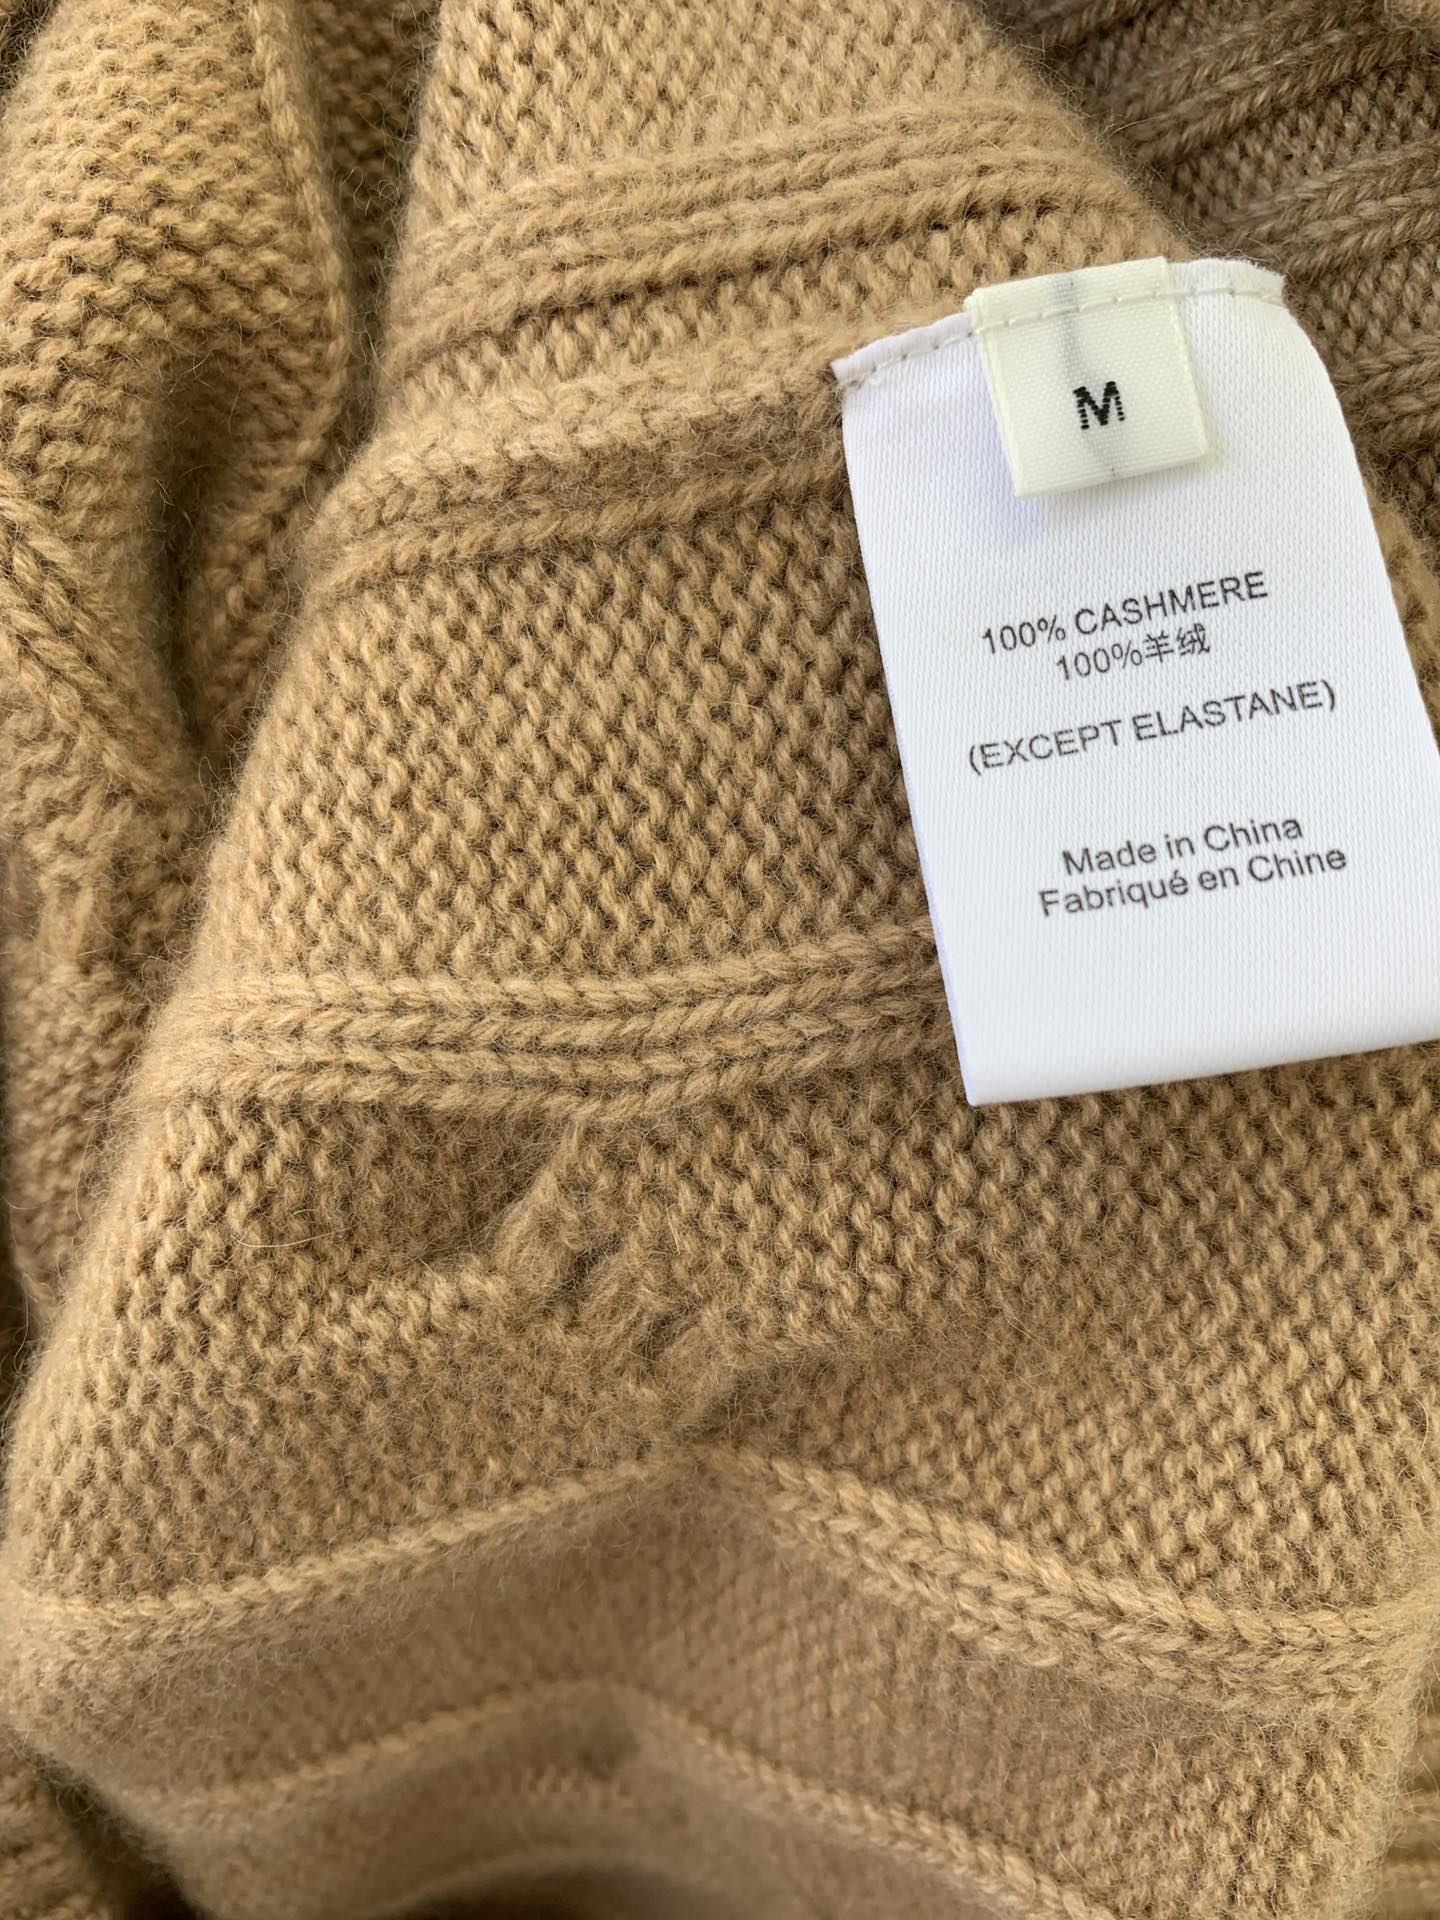 M
100% CASHMERE
100%羊绒
(EXCEPT ELASTANE)
Made in China
Fabriqué en Chine